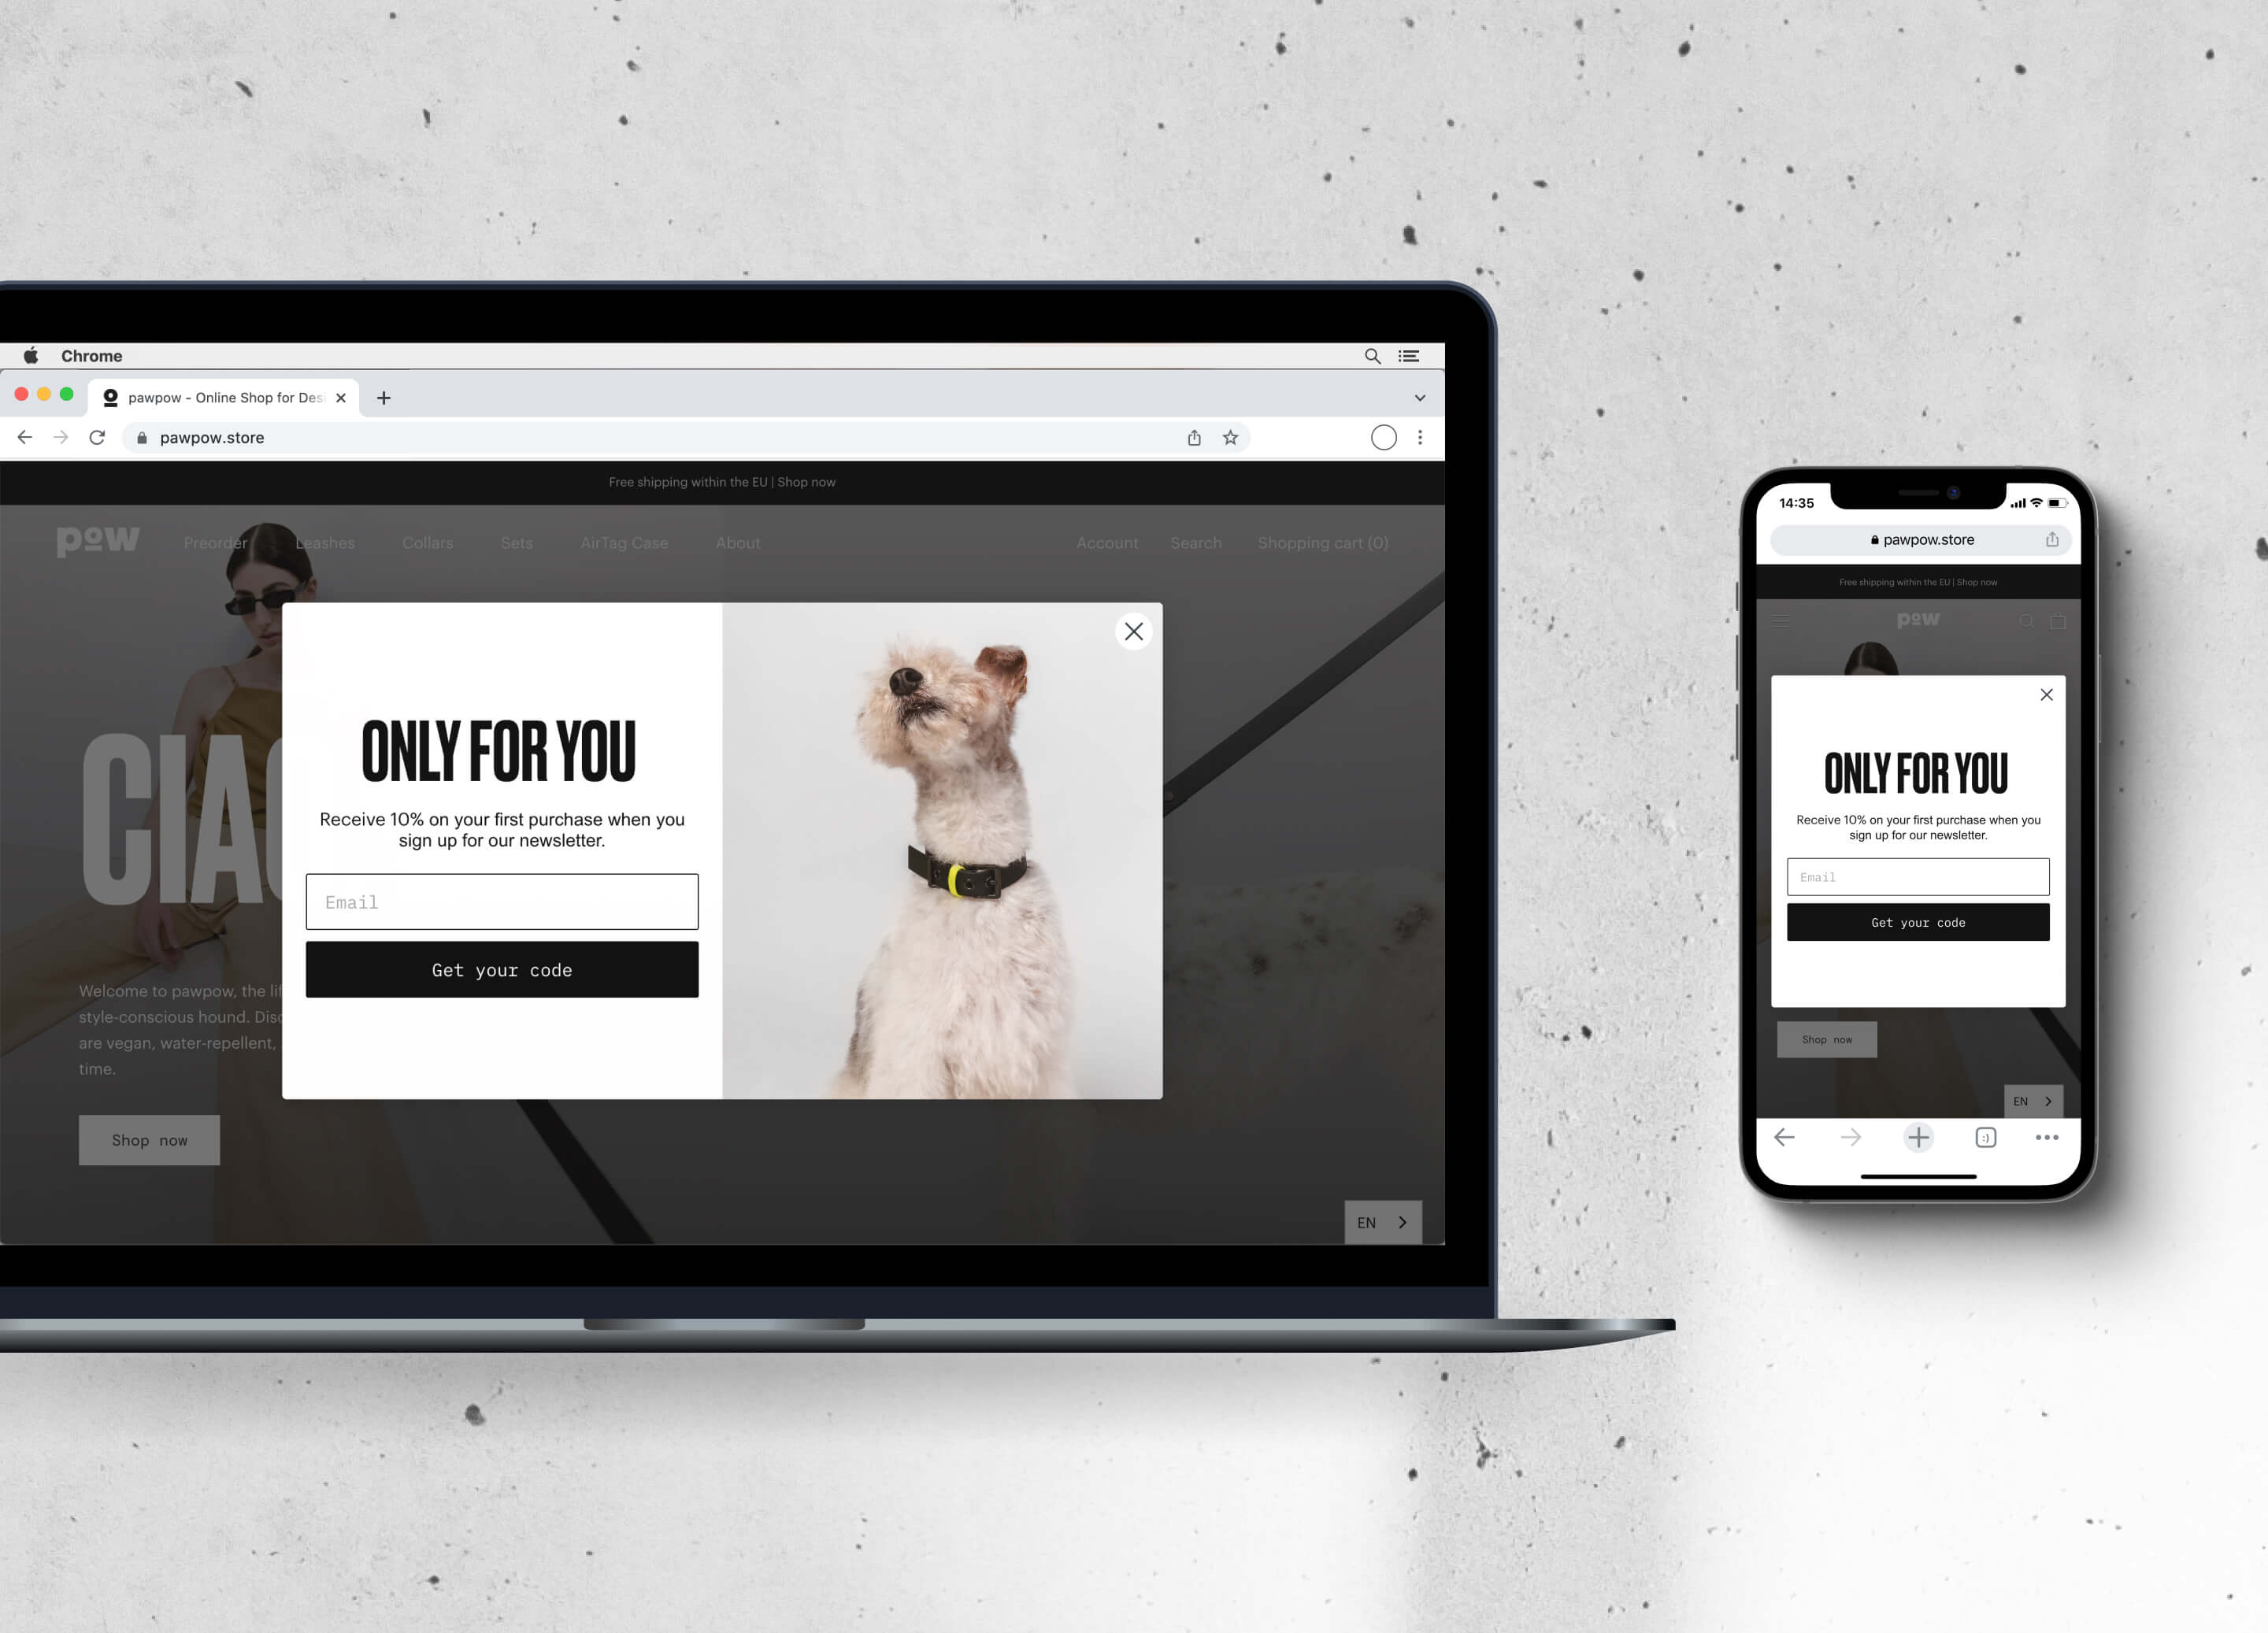 Chrome
pawpow - Online Shop for Des
pawpow.store
Free shipping within the EU | Shop now
pow
Preorder Leashes Collars Sets AirTag Case About Account Search Shopping cart (0)
CIAO
ONLY FOR YOU
Receive 10% on your first purchase when you
sign up for our newsletter.
Email
Get your code
Welcome to pawpow, the
style-conscious hound.
are vegan, water-repellent,
time.
Shop now
EN
14:35
pawpow.store
Free shipping within the EU | Shop now
pow
ONLY FOR YOU
Receive 10% on your first purchase when you
sign up for our newsletter.
Email
Get your code
Shop now
EN
:)